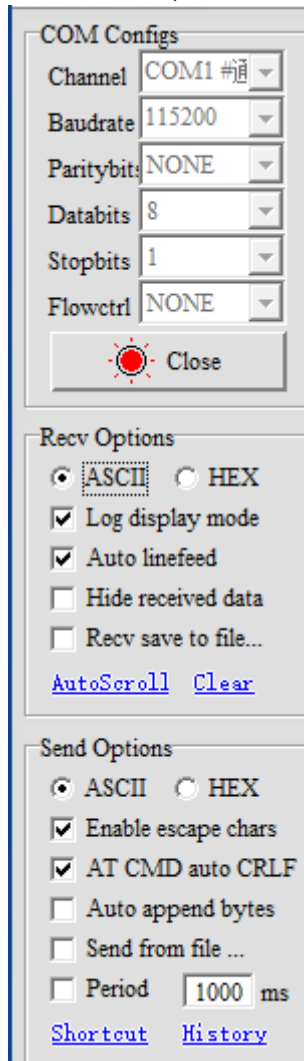 COM Configs
Channel COM1 #通
Baudrate 115200
Paritybits NONE
Databits 8
Stopbits 1
Flowctrl NONE
Close
Recv Options
ASCII HEX
Log display mode
Auto linefeed
Hide received data
Recv save to file...
AutoScroll Clear
Send Options
ASCII HEX
Enable escape chars
AT CMD auto CRLF
Auto append bytes
Send from file ...
Period 1000 ms
Shortcut History